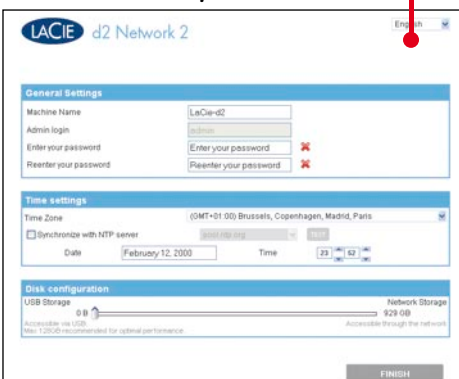 LACIE d2 Network 2 English
General Settings
Machine Name LaCie-d2
Admin login admin
Enter your password Enter your password
Reenter your password Reenter your password
Time settings
Time Zone (GMT+01:00) Brussels, Copenhagen, Madrid, Paris
Synchronize with NTP server pool.ntp.org TEST
Date February 12, 2000 Time 23 52
Disk configuration
USB Storage Network Storage
0 B 929 GB
Accessible via USB. Accessible through the network
Max 128GB recommended for optimal performance.
FINISH